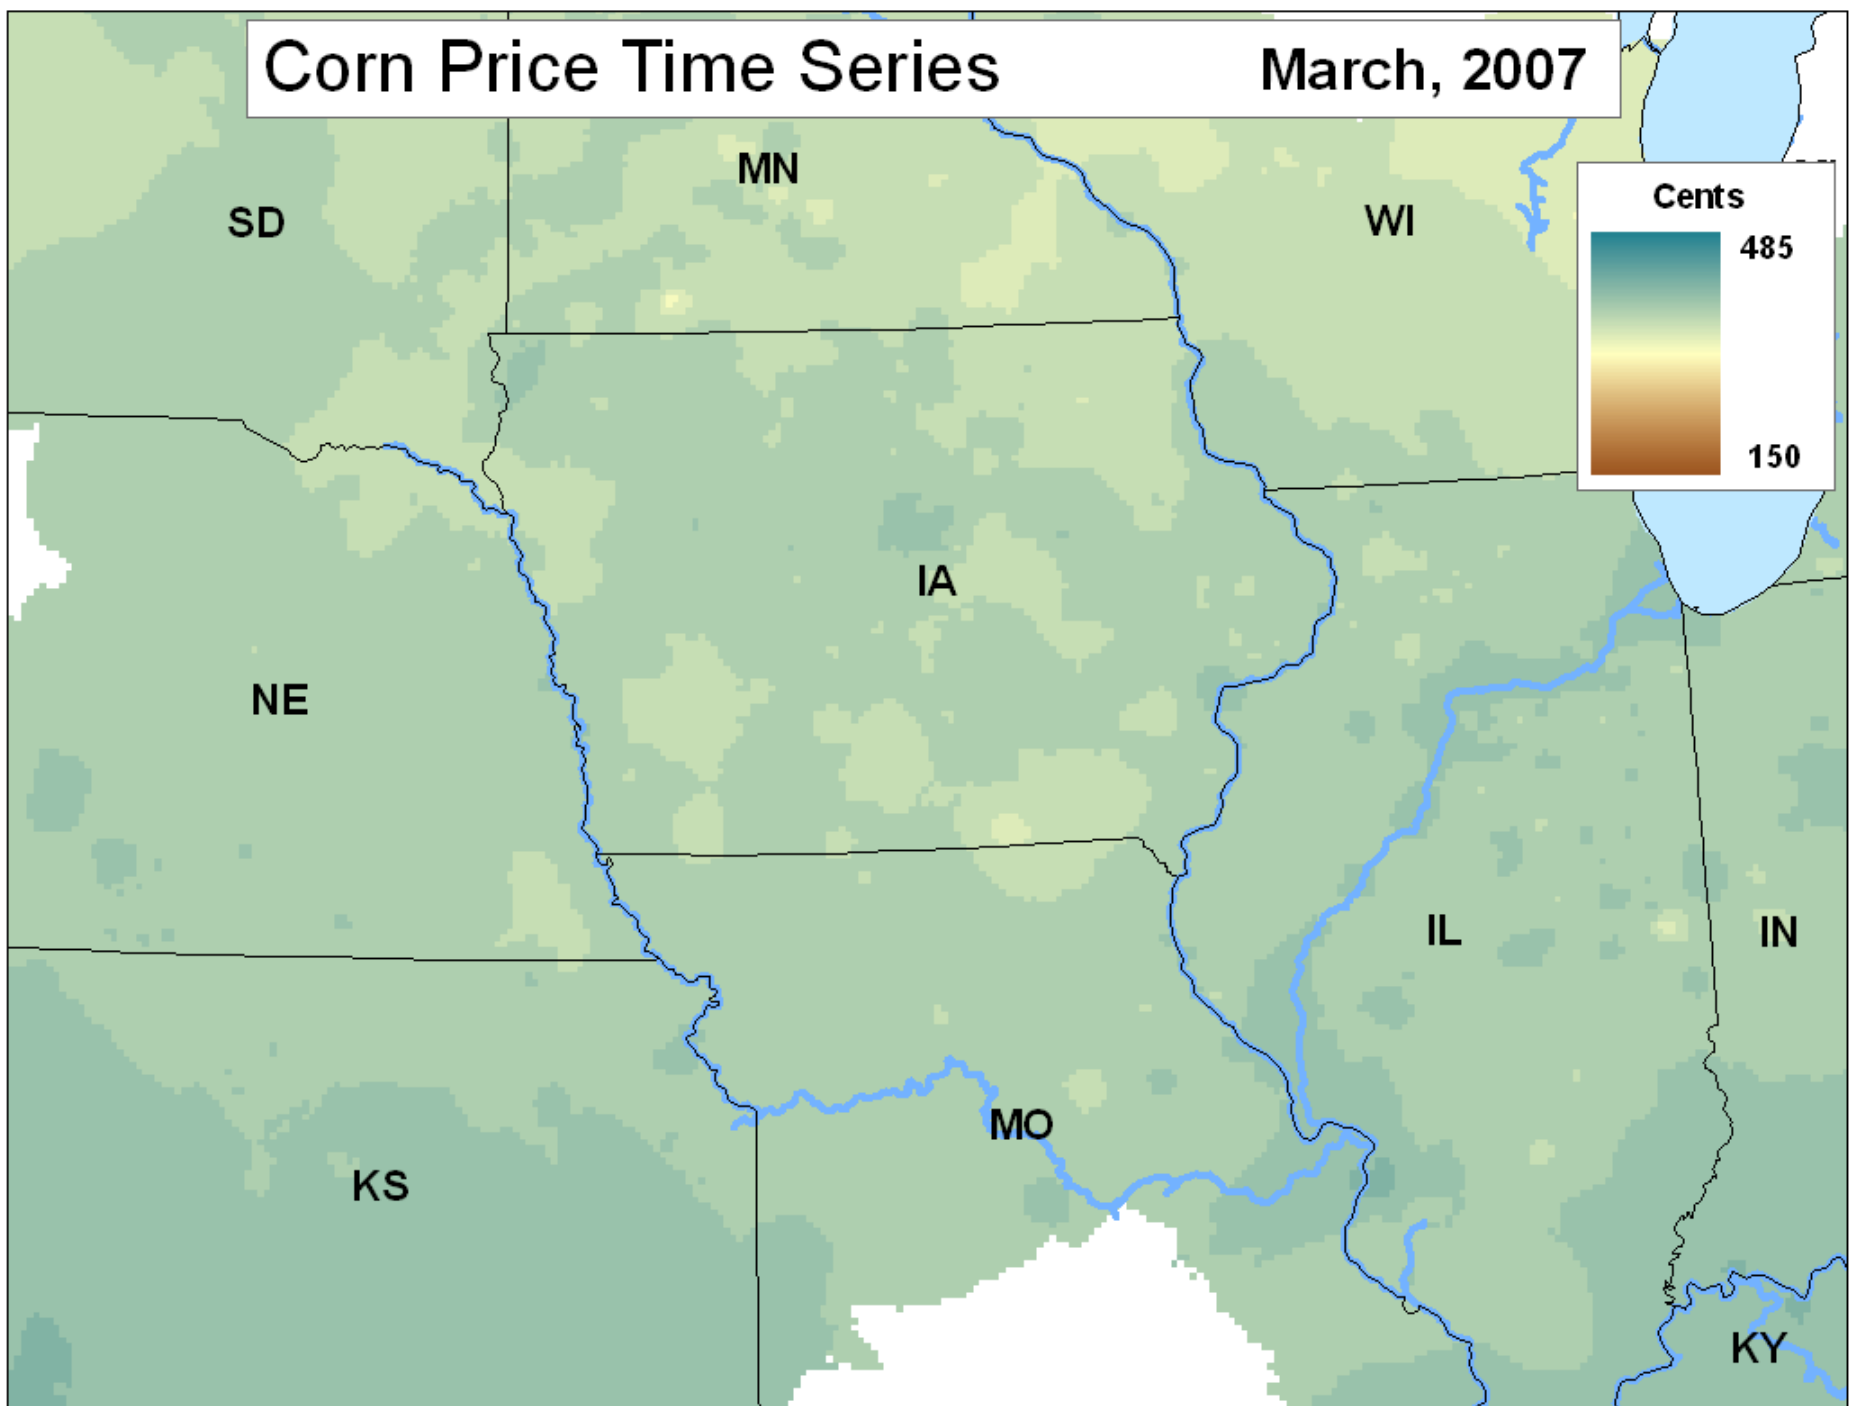 Corn Price Time Series March, 2007
MN
SD
WI
Cents
485
150
IA
NE
IL
IN
MO
KS
KY